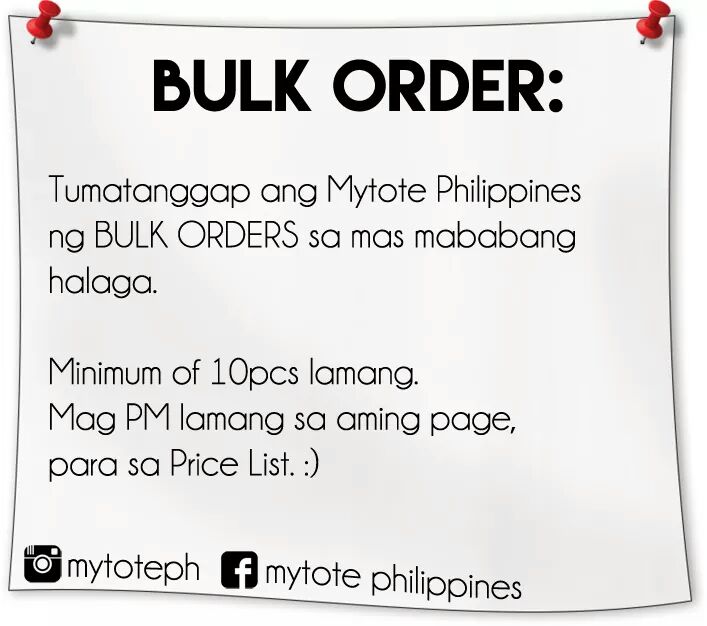 BULK ORDER:
Tumatanggap ang Mytote Philippines
ng BULK ORDERS sa mas mababang
halaga.
Minimum of 10pcs lamang.
Mag PM lamang sa aming page,
para sa Price List. :)
mytoteph mytote philippines